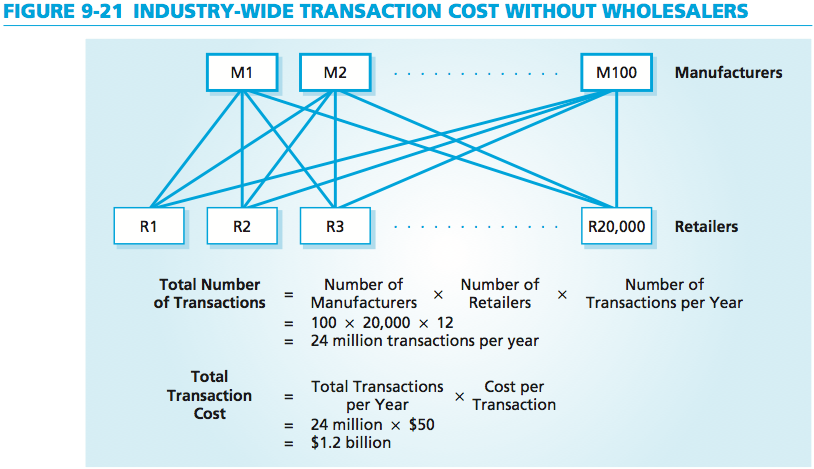 FIGURE 9-21 INDUSTRY-WIDE TRANSACTION COST WITHOUT WHOLESALERS
M1 M2 . . . . . . . . . . . . . M100 Manufacturers
R1 R2 R3 . . . . . . . . . . . . . R20,000 Retailers
Total Number of Transactions = Number of Manufacturers × Number of Retailers × Number of Transactions per Year
= 100 × 20,000 × 12
= 24 million transactions per year
Total Transaction Cost = Total Transactions per Year × Cost per Transaction
= 24 million × $50
= $1.2 billion